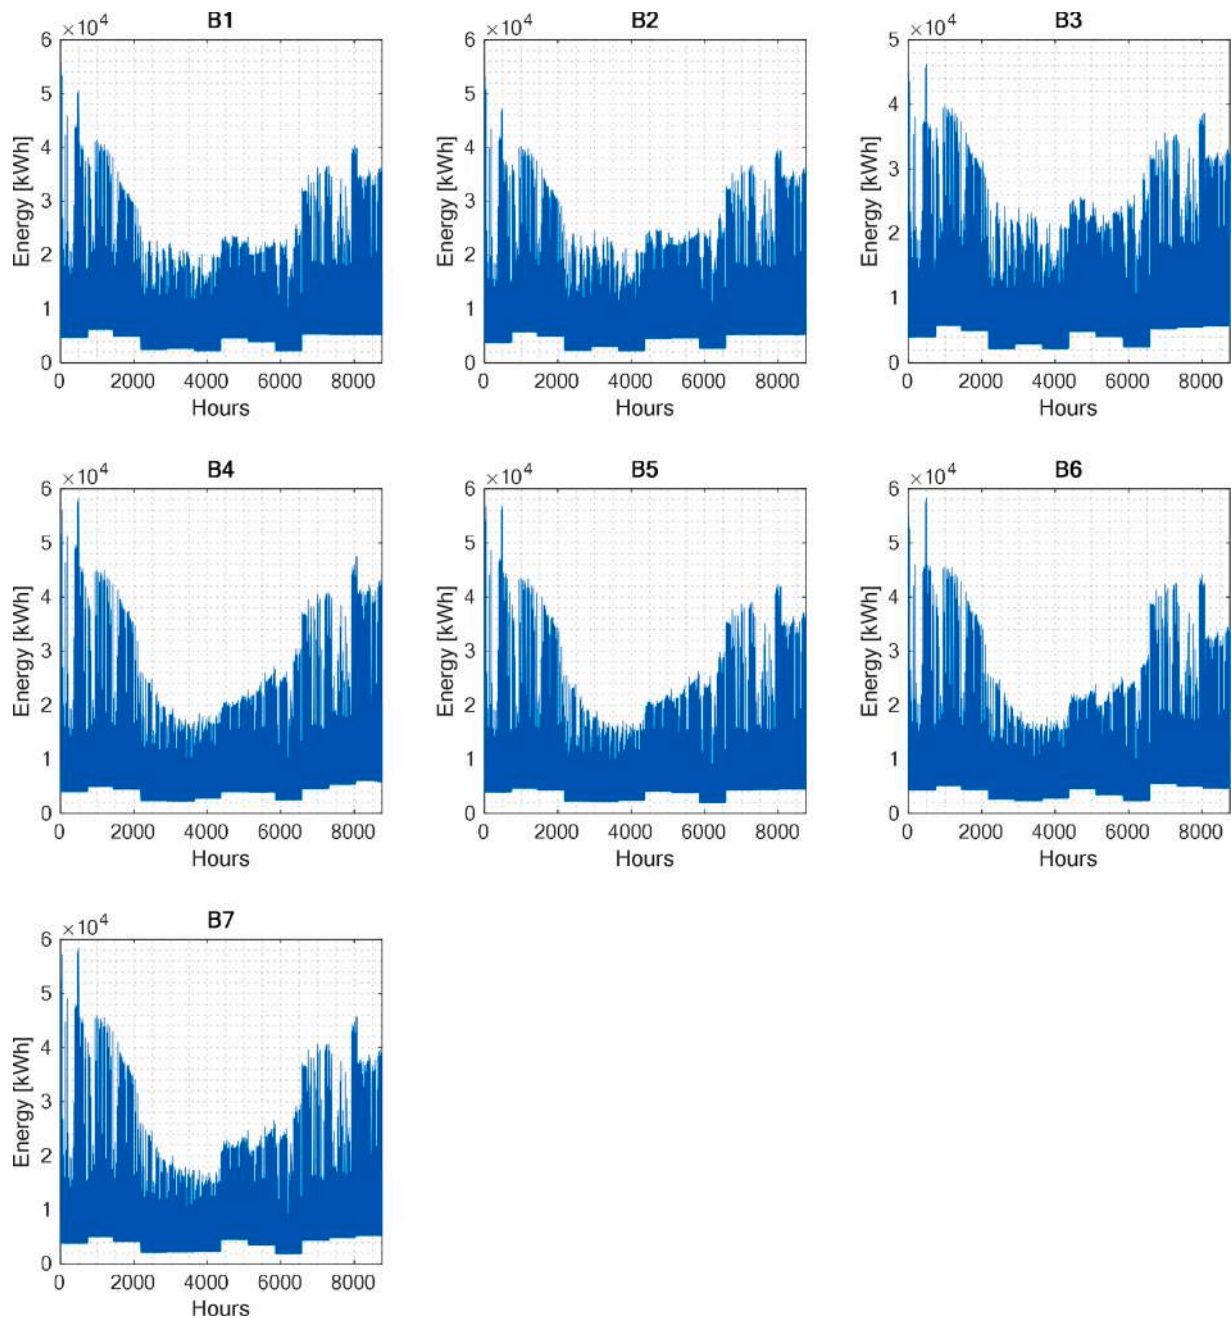 B1 B2 B3
×10⁴ ×10⁴ ×10⁴
6 6 5
5 5 4
4 4 3
3 3 2
2 2 1
1 1 0
0 0
Energy [kWh] Energy [kWh] Energy [kWh]
0 2000 4000 6000 8000 0 2000 4000 6000 8000 0 2000 4000 6000 8000
Hours Hours Hours
B4 B5 B6
×10⁴ ×10⁴ ×10⁴
6 6 6
5 5 5
4 4 4
3 3 3
2 2 2
1 1 1
0 0 0
Energy [kWh] Energy [kWh] Energy [kWh]
0 2000 4000 6000 8000 0 2000 4000 6000 8000 0 2000 4000 6000 8000
Hours Hours Hours
B7
×10⁴
6
5
4
3
2
1
0
Energy [kWh]
0 2000 4000 6000 8000
Hours